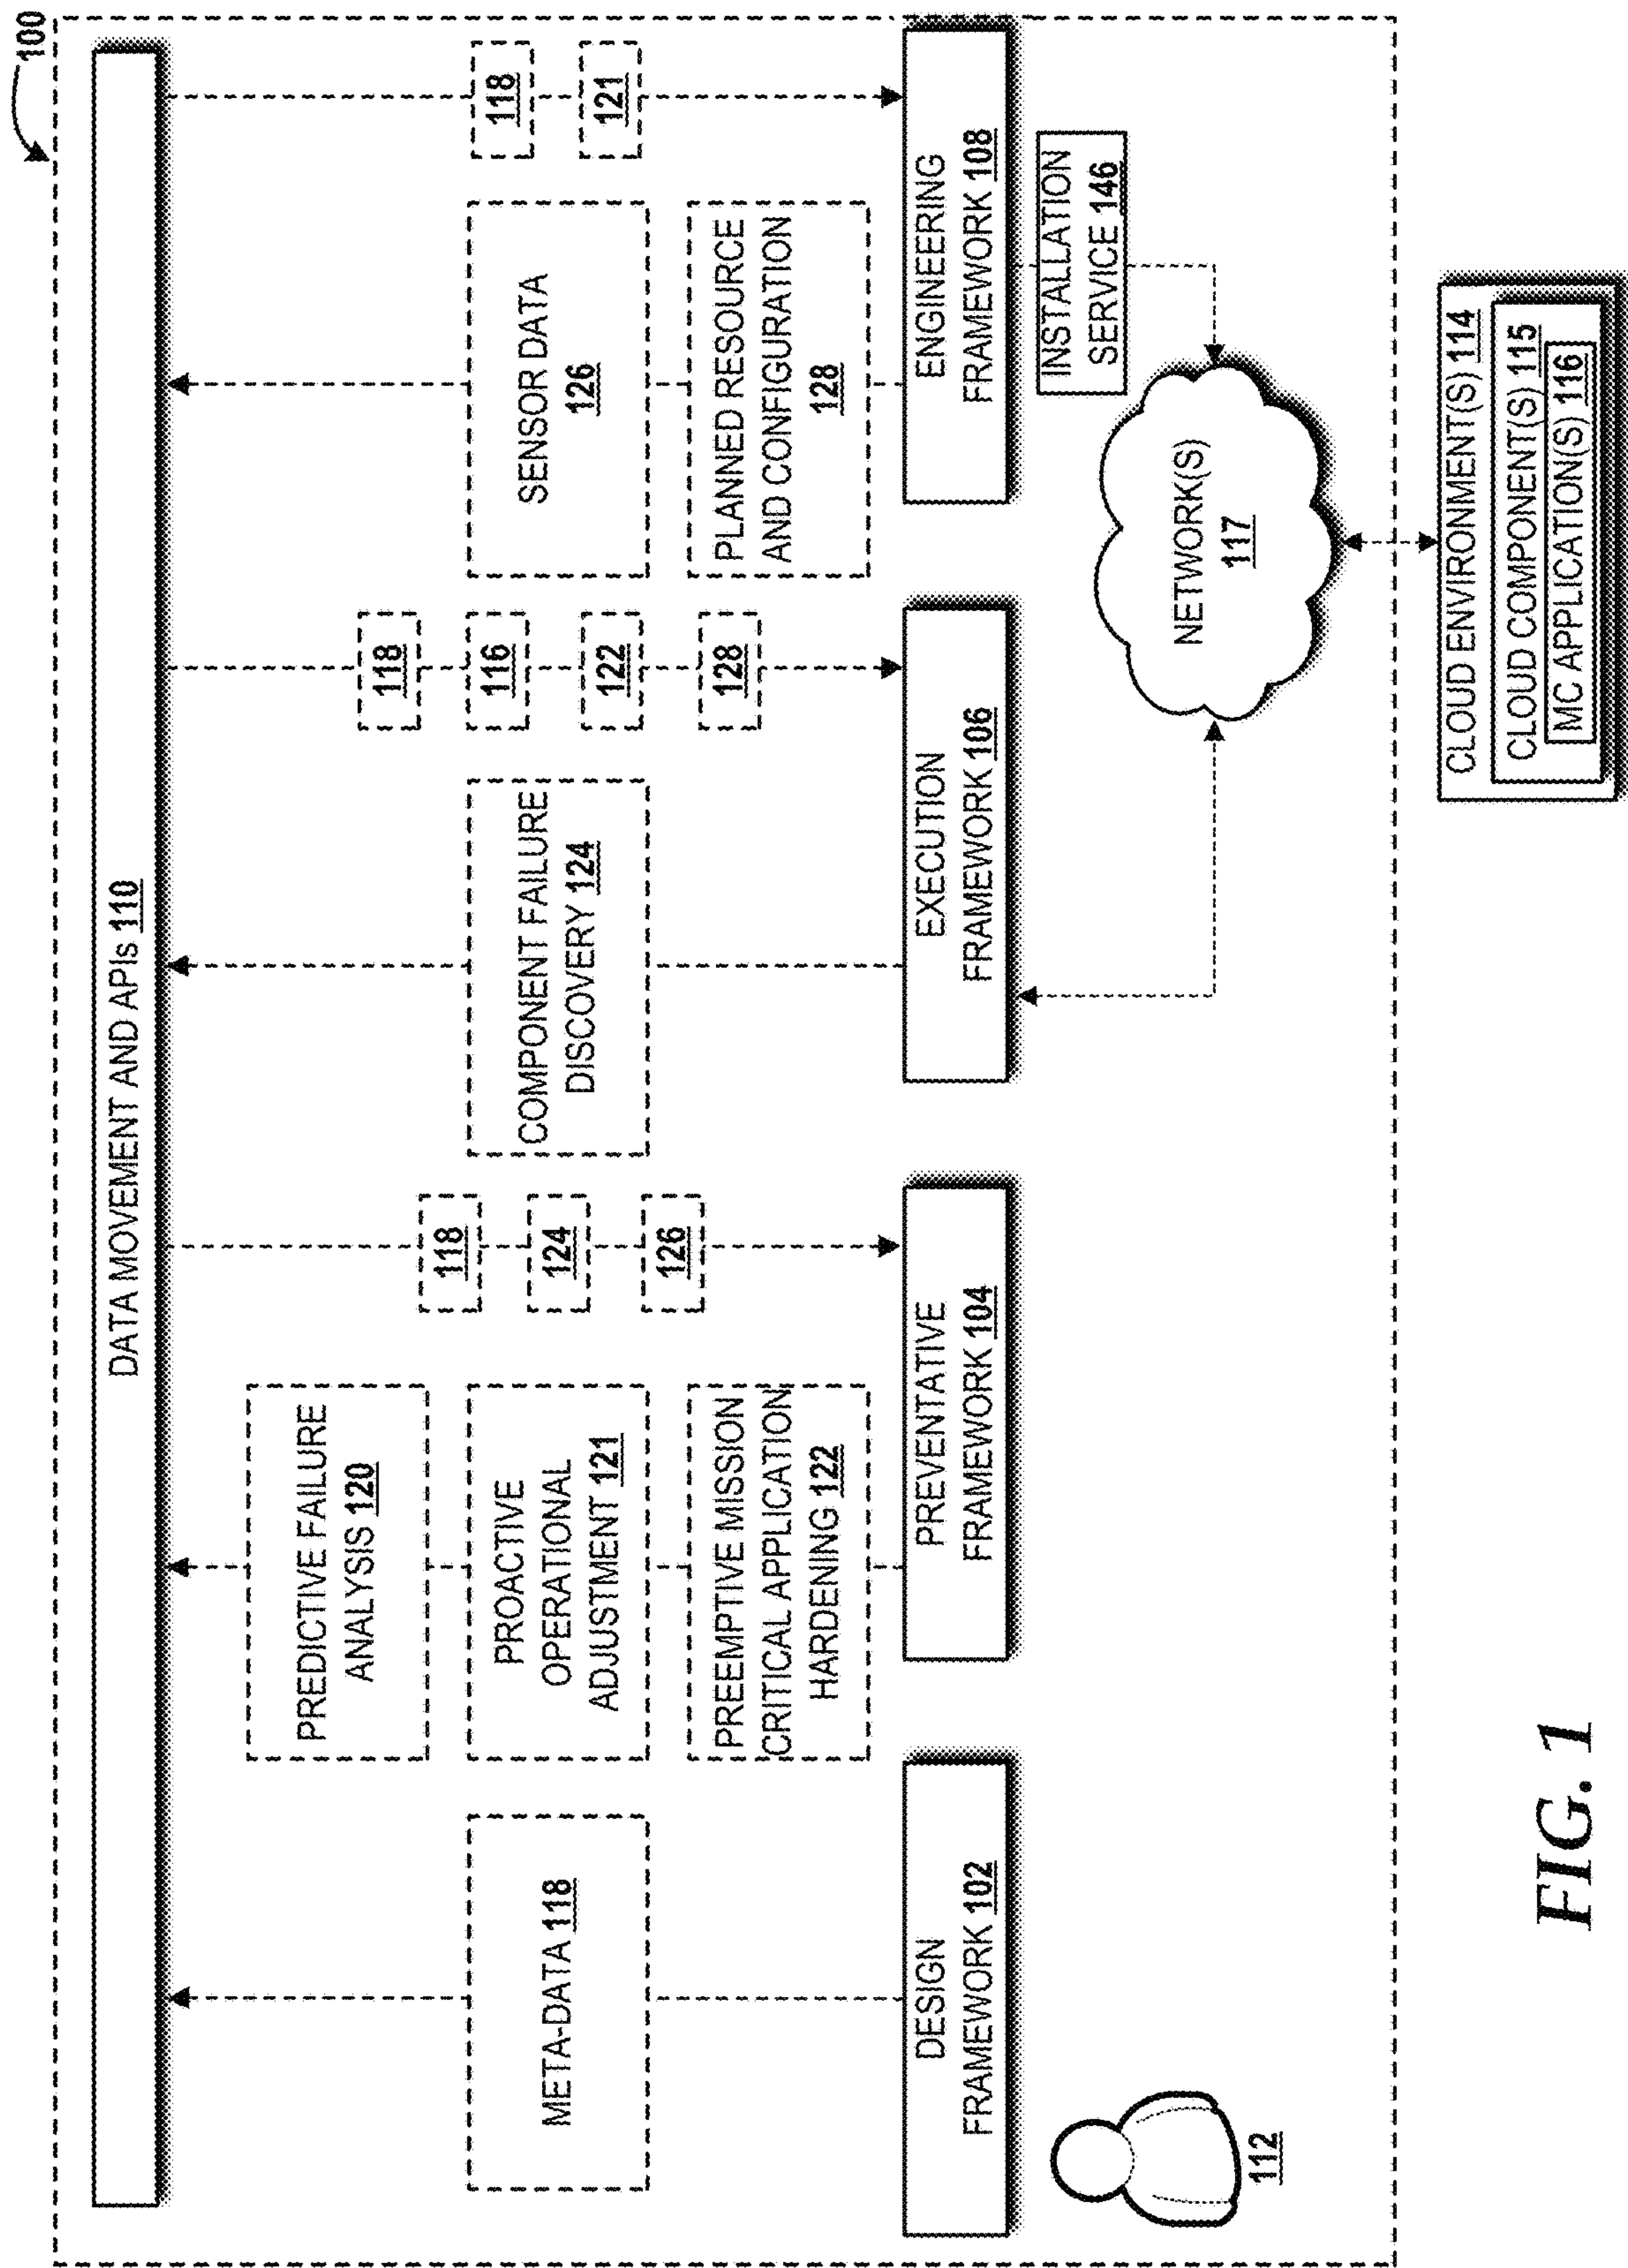 100
DATA MOVEMENT AND APIs 110
PREDICTIVE FAILURE
ANALYSIS 120
118
118
META-DATA 118
PROACTIVE
OPERATIONAL
ADJUSTMENT 121
124
COMPONENT FAILURE
DISCOVERY 124
116
SENSOR DATA
126
118
126
122
121
PREEMPTIVE MISSION
CRITICAL APPLICATION
HARDENING 122
128
PLANNED RESOURCE
AND CONFIGURATION
128
DESIGN
FRAMEWORK 102
PREVENTATIVE
FRAMEWORK 104
EXECUTION
FRAMEWORK 106
ENGINEERING
FRAMEWORK 108
112
INSTALLATION
SERVICE 146
NETWORK(S)
117
CLOUD ENVIRONMENT(S) 114
CLOUD COMPONENT(S) 115
MC APPLICATION(S) 116
FIG. 1